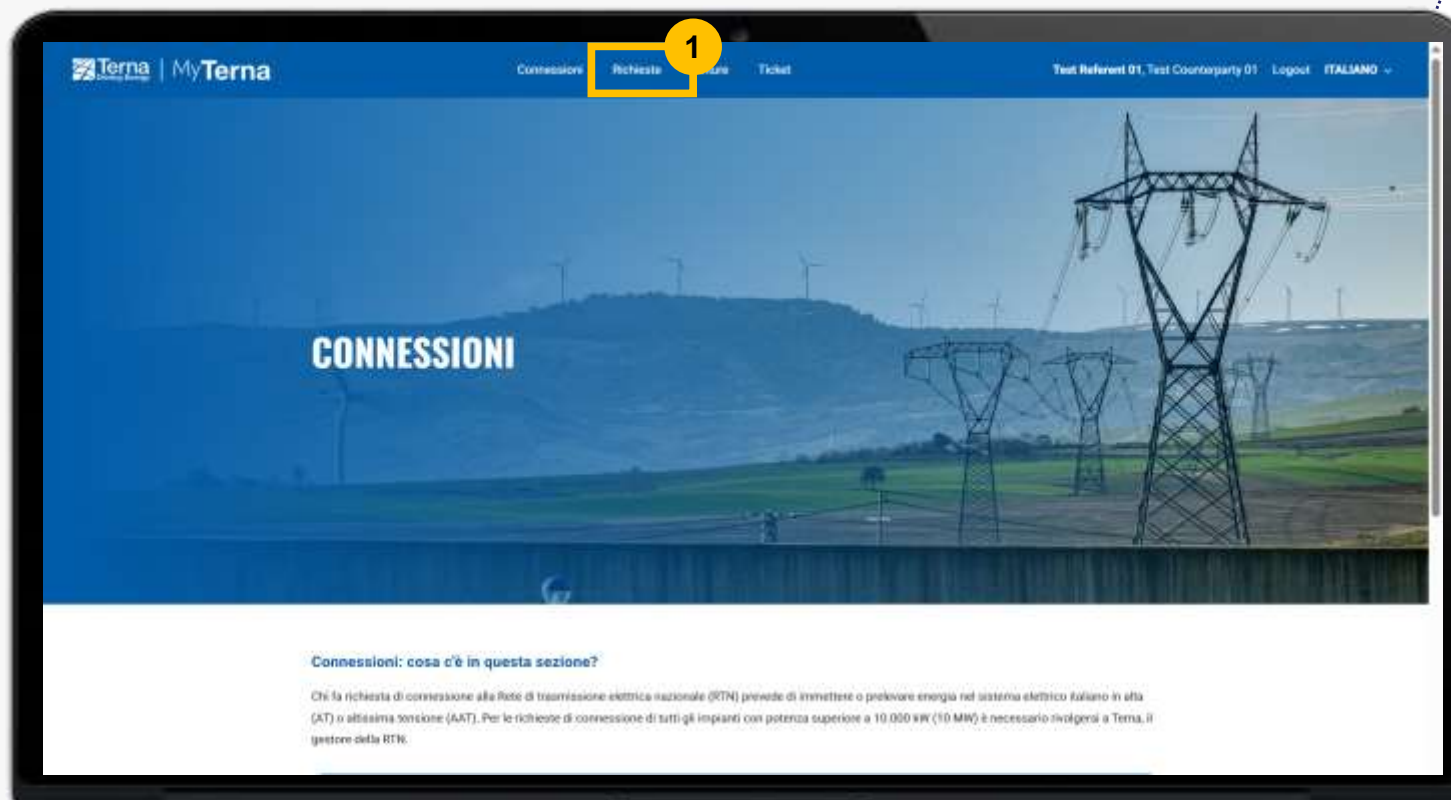 1
Terna | MyTerna
Connessioni Richieste Ticket
Test Referent 01, Test Counterparty 01 Logout ITALIANO
CONNESSIONI
Connessioni: cosa c'è in questa sezione?
Chi fa richiesta di connessione alla Rete di trasmissione elettrica nazionale (RTN) prevede di immettere o prelevare energia nel sistema elettrico italiano in alta
(AT) o altissima tensione (AAT). Per le richieste di connessione di tutti gli impianti con potenza superiore a 10.000 kW (10 MW) è necessario rivolgersi a Terna, il
gestore della RTN.